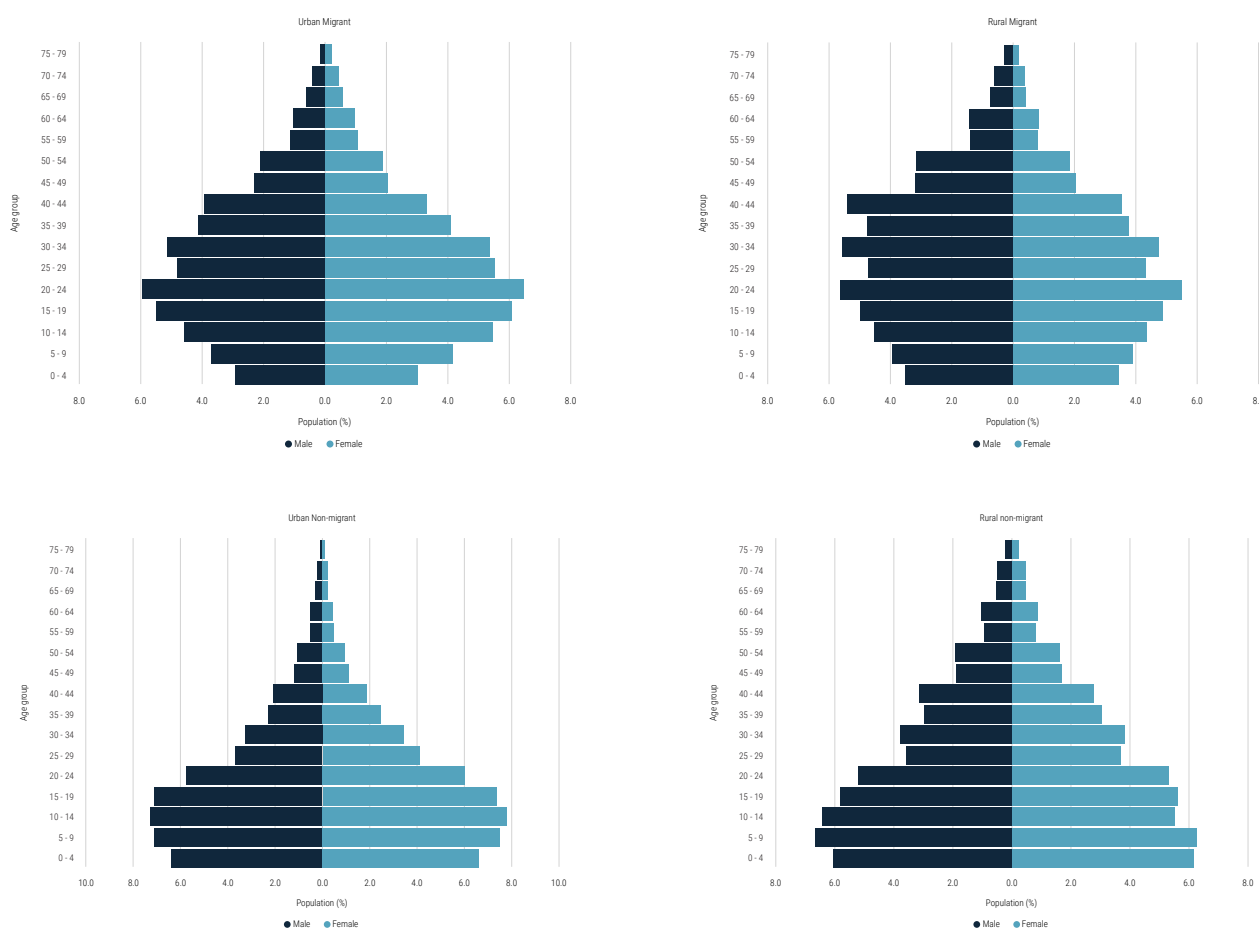 Urban Migrant
Age group
75 - 79
70 - 74
65 - 69
60 - 64
55 - 59
50 - 54
45 - 49
40 - 44
35 - 39
30 - 34
25 - 29
20 - 24
15 - 19
10 - 14
5 - 9
0 - 4
8.0 6.0 4.0 2.0 0.0 2.0 4.0 6.0 8.0
Population (%)
Male Female
Rural Migrant
Age group
75 - 79
70 - 74
65 - 69
60 - 64
55 - 59
50 - 54
45 - 49
40 - 44
35 - 39
30 - 34
25 - 29
20 - 24
15 - 19
10 - 14
5 - 9
0 - 4
8.0 6.0 4.0 2.0 0.0 2.0 4.0 6.0
Population (%)
Male Female
Urban Non-migrant
Age group
75 - 79
70 - 74
65 - 69
60 - 64
55 - 59
50 - 54
45 - 49
40 - 44
35 - 39
30 - 34
25 - 29
20 - 24
15 - 19
10 - 14
5 - 9
0 - 4
10.0 8.0 6.0 4.0 2.0 0.0 2.0 4.0 6.0 8.0 10.0
Population (%)
Male Female
Rural non-migrant
Age group
75 - 79
70 - 74
65 - 69
60 - 64
55 - 59
50 - 54
45 - 49
40 - 44
35 - 39
30 - 34
25 - 29
20 - 24
15 - 19
10 - 14
5 - 9
0 - 4
8.0 6.0 4.0 2.0 0.0 2.0 4.0 6.0 8.0
Population (%)
Male Female